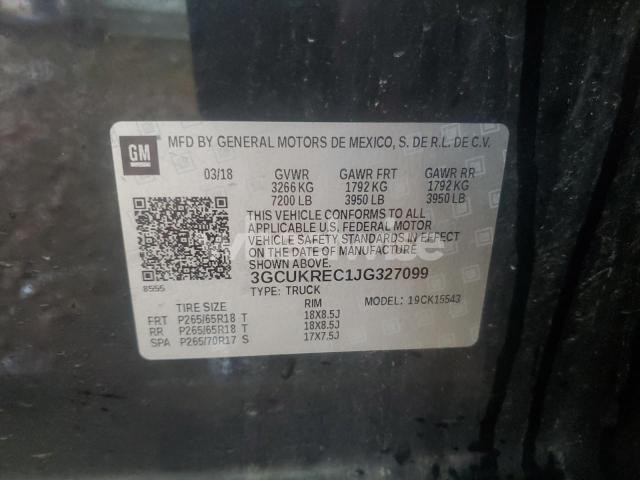 GM
MFD BY GENERAL MOTORS DE MEXICO, S. DE R.L. DE C.V.
03/18 GVWR GAWR FRT GAWR RR
3266 KG 1792 KG 1792 KG
7200 LB 3950 LB 3950 LB
THIS VEHICLE CONFORMS TO ALL
APPLICABLE U.S. FEDERAL MOTOR
VEHICLE SAFETY STANDARDS IN EFFECT
ON THE DATE OF MANUFACTURE
SHOWN ABOVE.
3GCUKREC1JG327099
8555
TYPE: TRUCK MODEL: 19CK15543
TIRE SIZE RIM
FRT P265/65R18 T 18X8.5J
RR P265/65R18 T 18X8.5J
SPA P265/70R17 S 17X7.5J